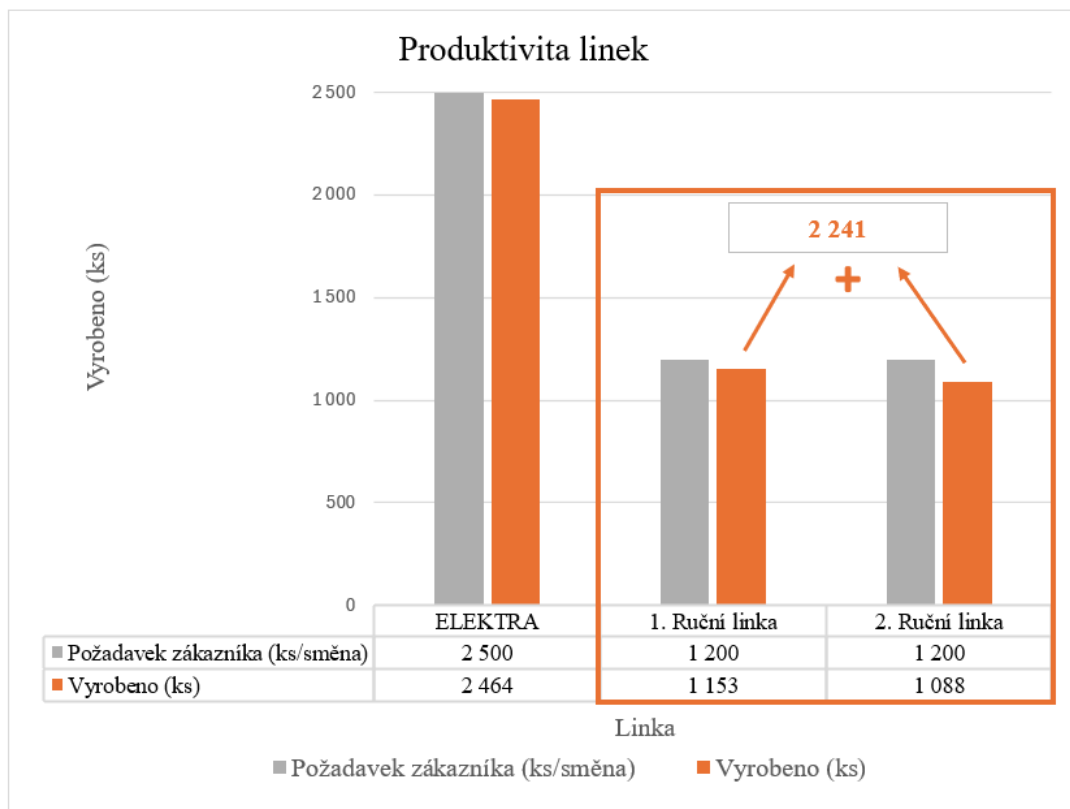 Produktivita linek
2 500
2 000
1 500
1 000
500
0
Vyrobeno (ks)
2 241
+
ELEKTRA 1. Ruční linka 2. Ruční linka
Požadavek zákazníka (ks/směna) 2 500 1 200 1 200
Vyrobeno (ks) 2 464 1 153 1 088
Linka
Požadavek zákazníka (ks/směna) Vyrobeno (ks)